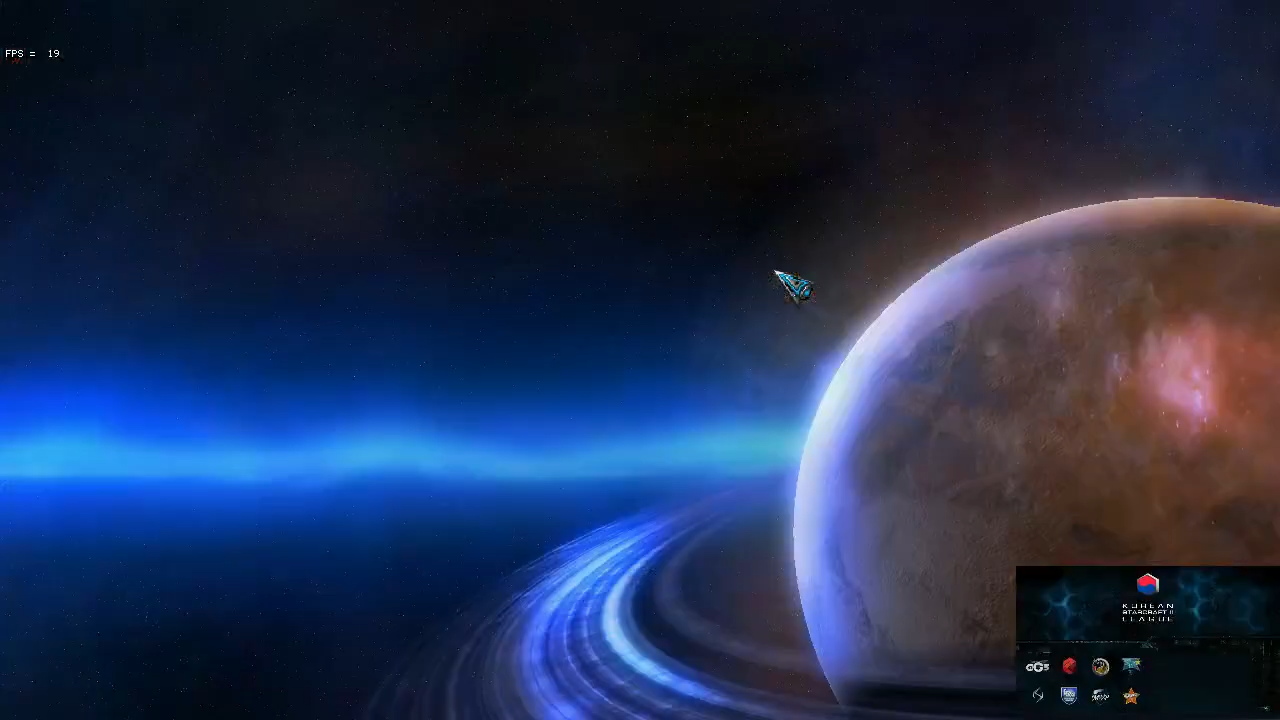 FPS = 19
KOREAN
STARCRAFT II
LEAGUE